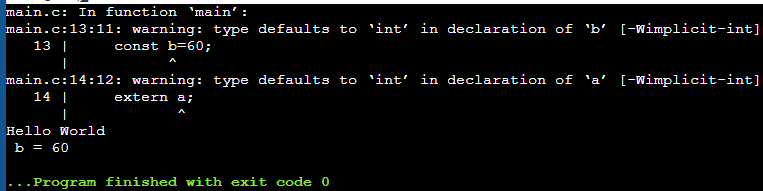 main.c: In function ‘main’:
main.c:13:11: warning: type defaults to ‘int’ in declaration of ‘b’ [-Wimplicit-int]
   13 |     const b=60;
      |           ^
main.c:14:12: warning: type defaults to ‘int’ in declaration of ‘a’ [-Wimplicit-int]
   14 |     extern a;
      |            ^
Hello World
 b = 60
...Program finished with exit code 0